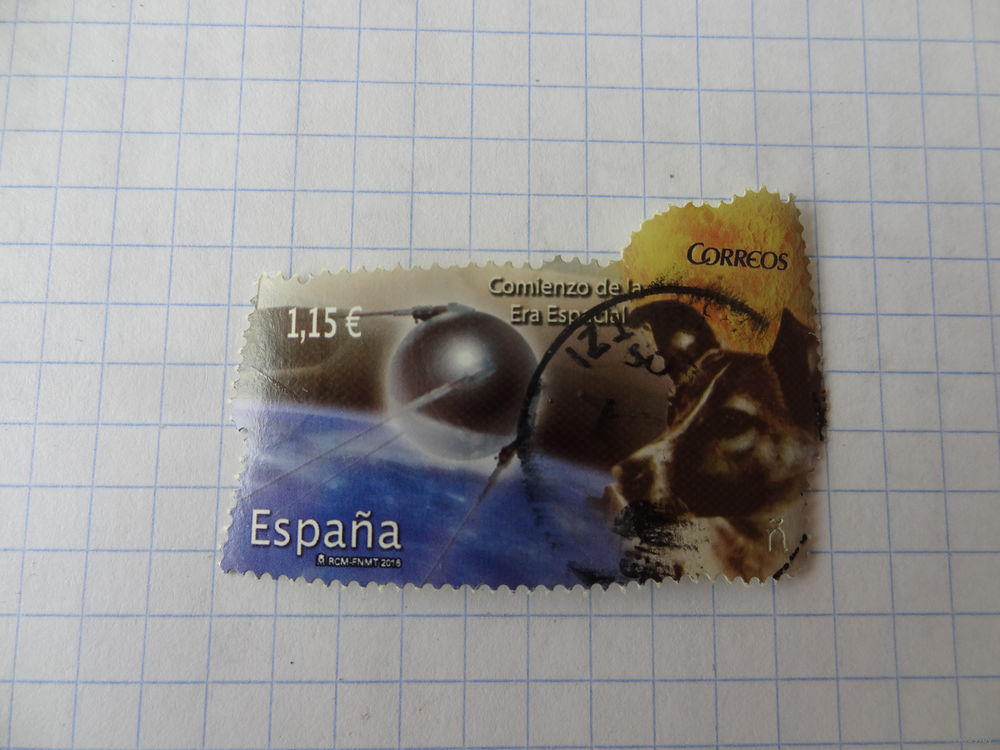 CORREOS
Comienzo de la
Era Espacial
1,15 €
España
RCM-FNMT 2016